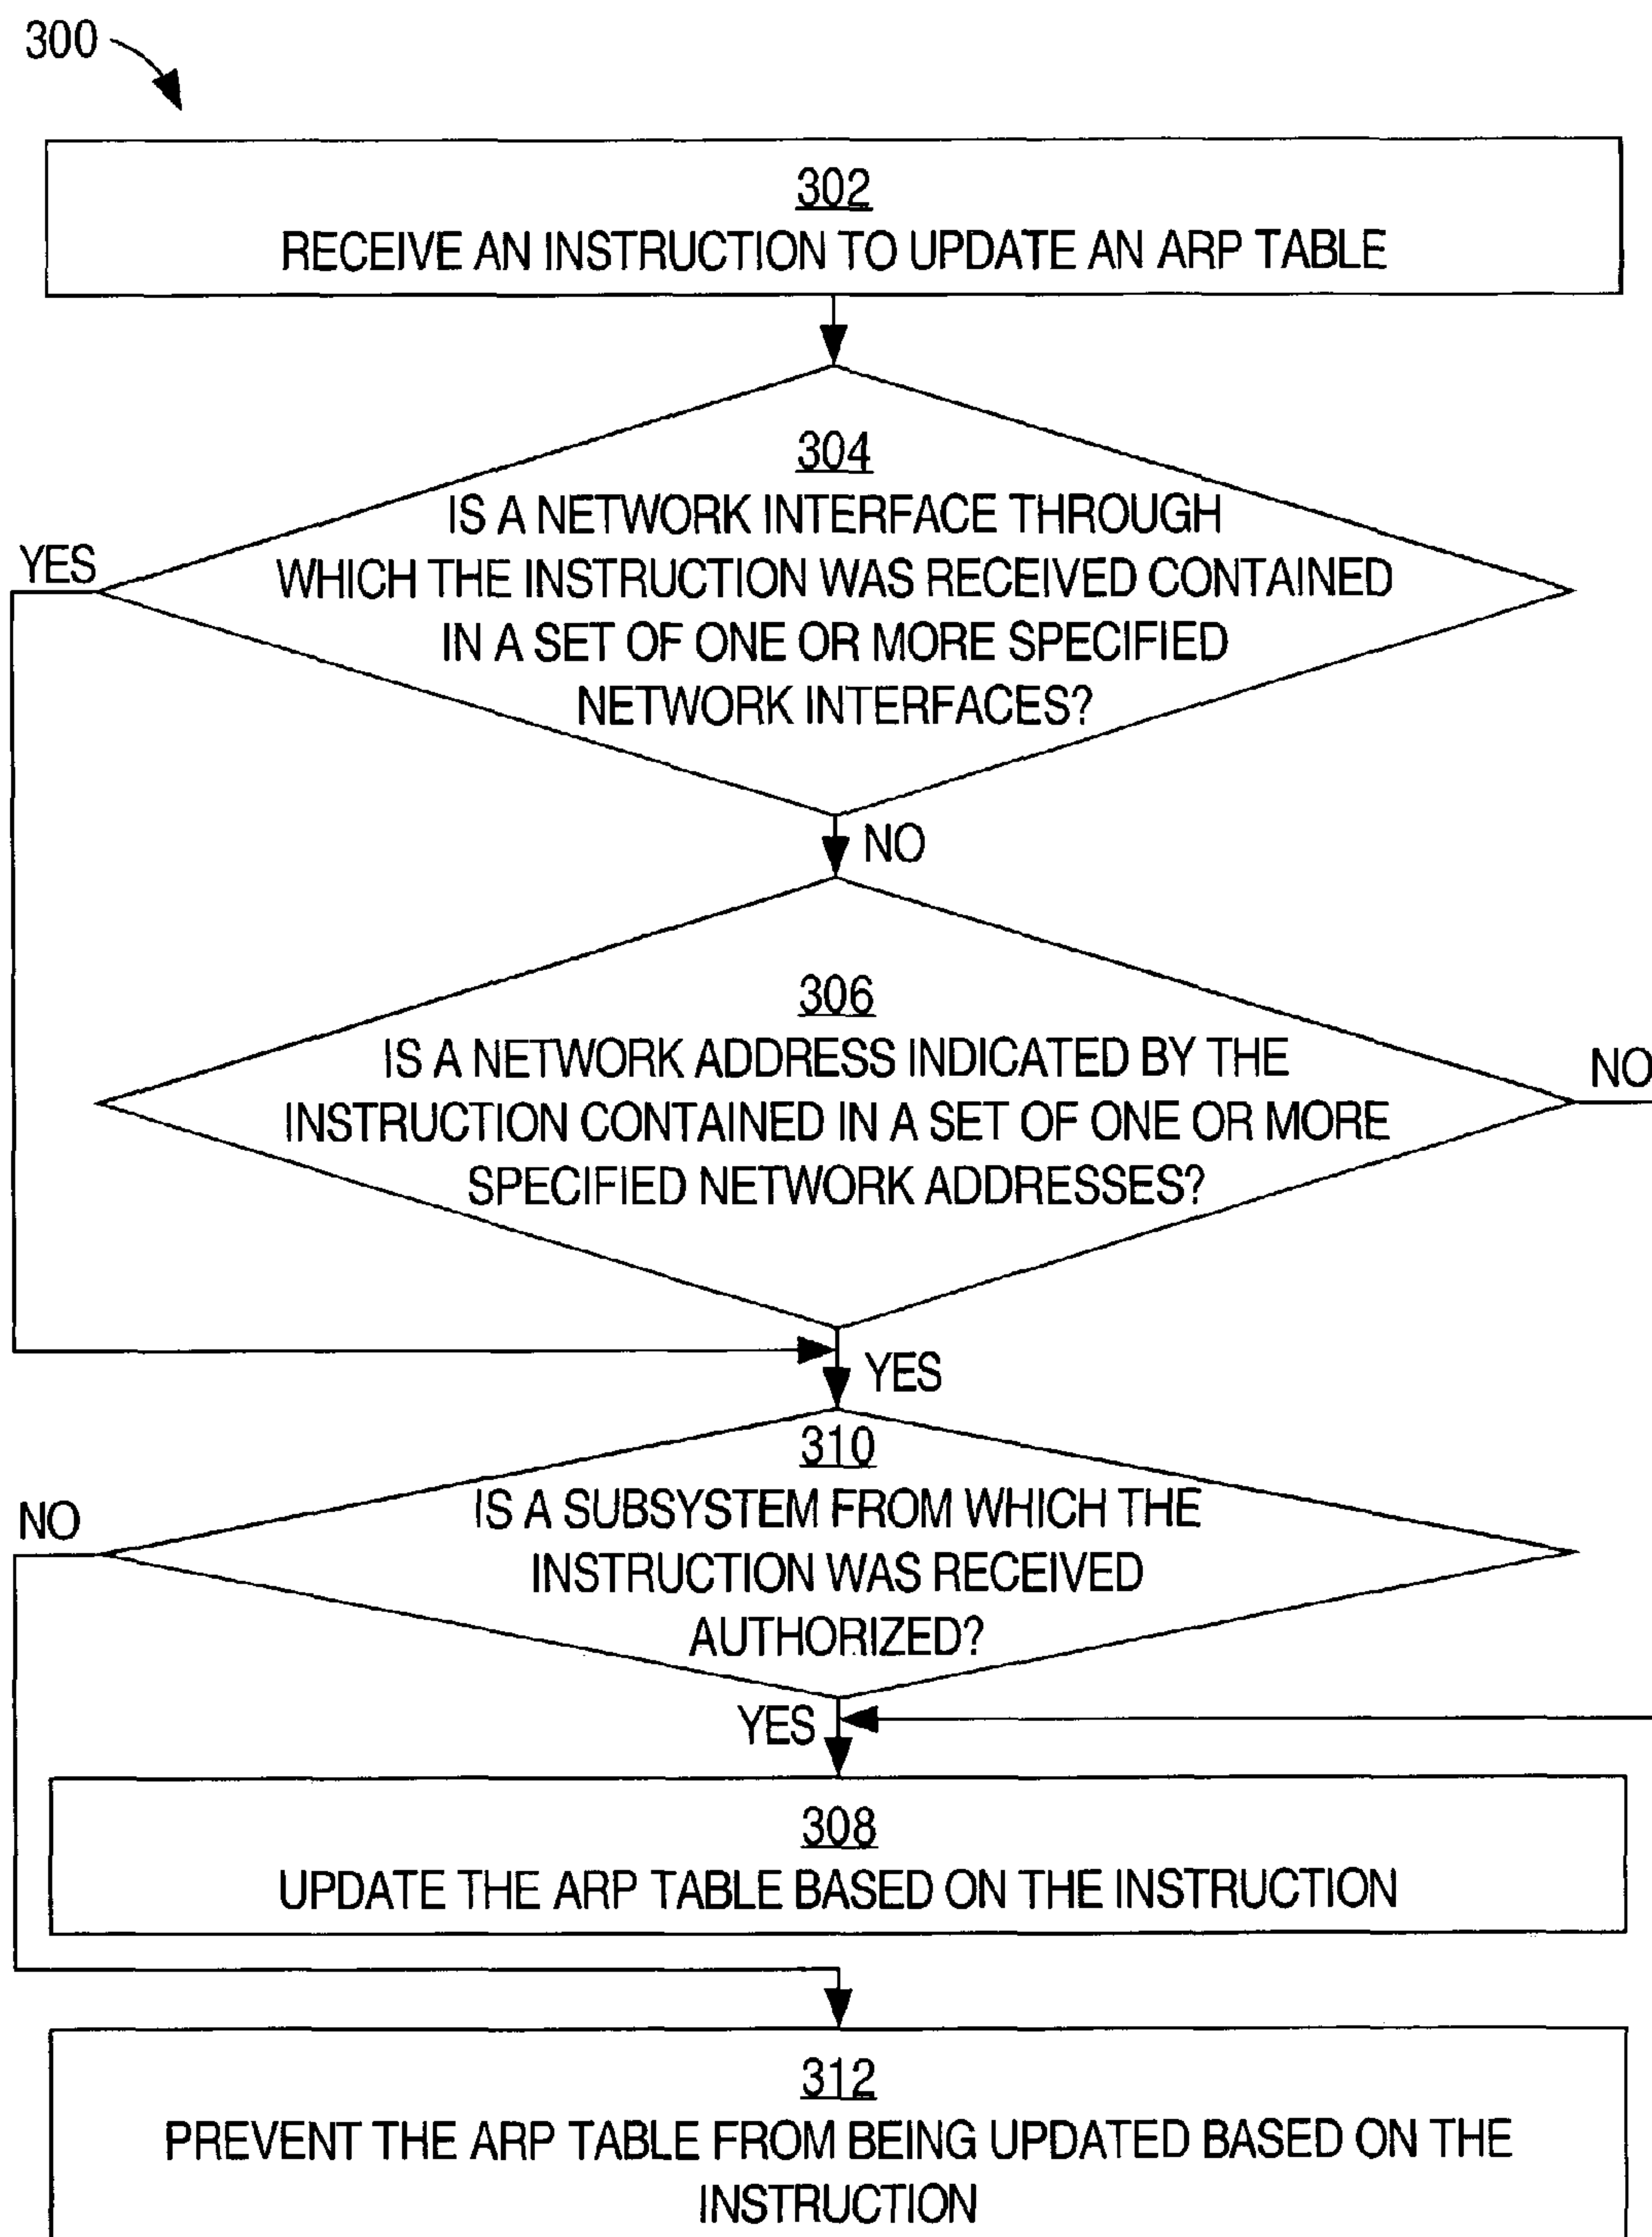 300
302
RECEIVE AN INSTRUCTION TO UPDATE AN ARP TABLE
304
IS A NETWORK INTERFACE THROUGH
WHICH THE INSTRUCTION WAS RECEIVED CONTAINED
IN A SET OF ONE OR MORE SPECIFIED
NETWORK INTERFACES?
YES
NO
306
IS A NETWORK ADDRESS INDICATED BY THE
INSTRUCTION CONTAINED IN A SET OF ONE OR MORE
SPECIFIED NETWORK ADDRESSES?
NO
YES
310
IS A SUBSYSTEM FROM WHICH THE
INSTRUCTION WAS RECEIVED
AUTHORIZED?
NO
YES
308
UPDATE THE ARP TABLE BASED ON THE INSTRUCTION
312
PREVENT THE ARP TABLE FROM BEING UPDATED BASED ON THE
INSTRUCTION